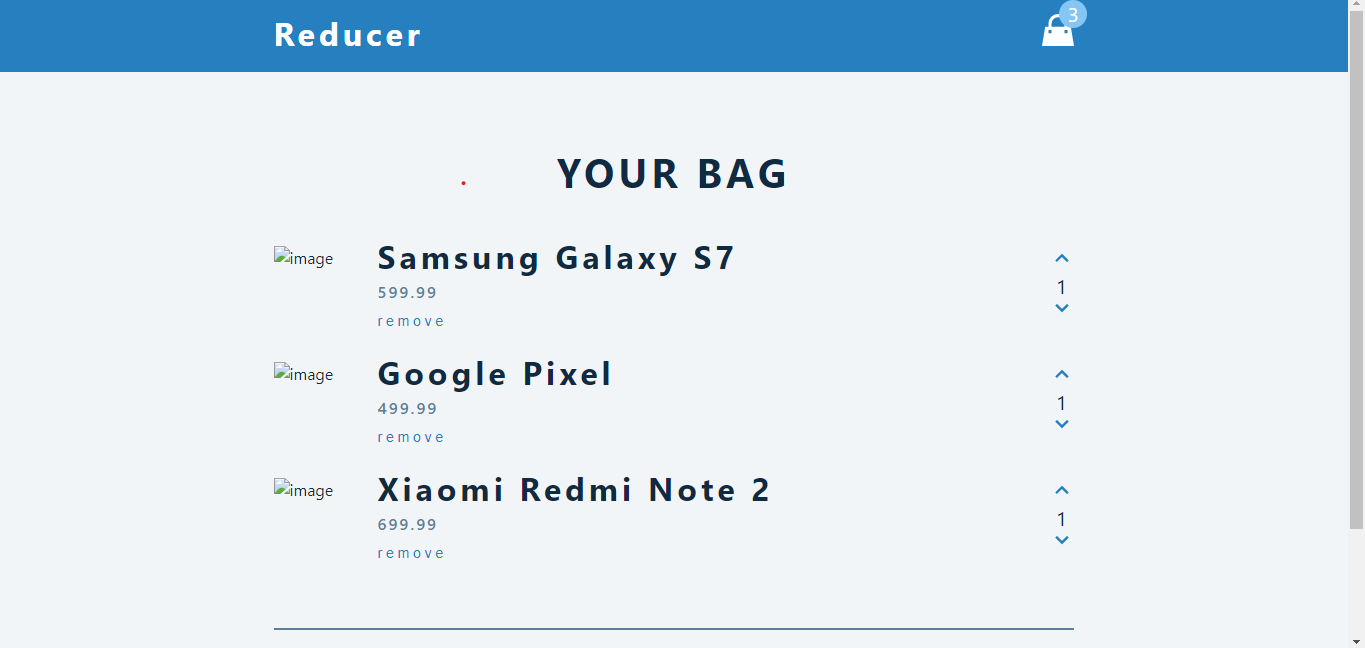 Reducer
3
YOUR BAG
image
Samsung Galaxy S7
599.99
remove
1
image
Google Pixel
499.99
remove
1
image
Xiaomi Redmi Note 2
699.99
remove
1